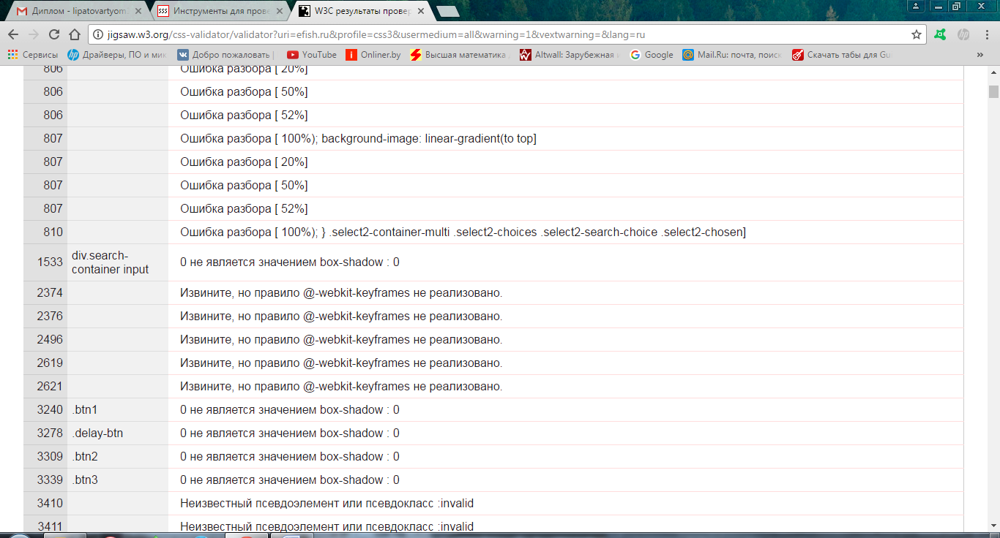 Диплом - lipatovartyom
Инструменты для прове
W3C результаты провер
jigsaw.w3.org/css-validator/validator?uri=efish.ru&profile=css3&usermedium=all&warning=1&vextwarning=&lang=ru
Сервисы
Драйверы, ПО и мик
Добро пожаловать |
YouTube
Onliner.by
Высшая математика
Altwall: Зарубежная
Google
Mail.Ru: почта, поиск
Скачать табы для Gu
»
806 Ошибка разбора [ 20%]
806 Ошибка разбора [ 50%]
806 Ошибка разбора [ 52%]
807 Ошибка разбора [ 100%); background-image: linear-gradient(to top]
807 Ошибка разбора [ 20%]
807 Ошибка разбора [ 50%]
807 Ошибка разбора [ 52%]
810 Ошибка разбора [ 100%); } .select2-container-multi .select2-choices .select2-search-choice .select2-chosen]
1533 div.search-
container input 0 не является значением box-shadow : 0
2374 Извините, но правило @-webkit-keyframes не реализовано.
2376 Извините, но правило @-webkit-keyframes не реализовано.
2496 Извините, но правило @-webkit-keyframes не реализовано.
2619 Извините, но правило @-webkit-keyframes не реализовано.
2621 Извините, но правило @-webkit-keyframes не реализовано.
3240 .btn1 0 не является значением box-shadow : 0
3278 .delay-btn 0 не является значением box-shadow : 0
3309 .btn2 0 не является значением box-shadow : 0
3339 .btn3 0 не является значением box-shadow : 0
3410 Неизвестный псевдоэлемент или псевдокласс :invalid
3411 Неизвестный псевдоэлемент или псевдокласс :invalid